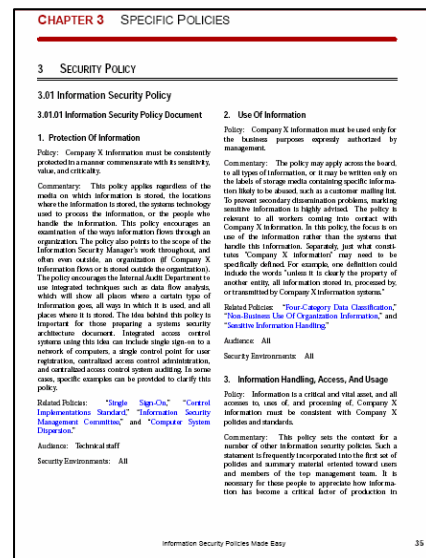 CHAPTER 3 SPECIFIC POLICIES
3 SECURITY POLICY
3.01 Information Security Policy
3.01.01 Information Security Policy Document
1. Protection Of Information
Policy: Company X information must be consistently
protected in a manner commensurate with its sensitivity,
value, and criticality.
Commentary: This policy applies regardless of the
media on which information is stored, the locations
where the information is stored, the systems technology
used to process the information, or the people who
handle the information. This policy encourages an
examination of the ways information flows through an
organization. The policy also points to the scope of the
Information Security Manager's work throughout, and
often even outside, an organization (if Company X
information flows or is stored outside the organization).
The policy encourages the Internal Audit Department to
use integrated techniques such as data flow analysis,
which will show all places where a certain type of
information goes, all ways in which it is used, and all
places where it is stored. The idea behind this policy is
important for those preparing a systems security
architecture document. Integrated access control
systems using this idea can include single sign-on to a
network of computers, a single control point for user
registration, centralized access control administration,
and centralized access control system auditing. In some
cases, specific examples can be provided to clarify this
policy.
Related Policies: "Single Sign-On," "Control
Implementations Standard," "Information Security
Management Committee," and "Computer System
Dispersion."
Audience: Technical staff
Security Environments: All
2. Use Of Information
Policy: Company X information must be used only for
the business purposes expressly authorized by
management.
Commentary: The policy may apply across the board,
to all types of information, or it may be written only on
the labels of storage media containing specific informa-
tion likely to be abused, such as a customer mailing list.
To prevent secondary dissemination problems, marking
sensitive information is highly advised. The policy is
relevant to all workers coming into contact with
Company X information. In this policy, the focus is on
use of the information rather than the systems that
handle this information. Separately, just what consti-
tutes "Company X information" may need to be
specifically defined. For example, one definition could
include the words "unless it is clearly the property of
another entity, all information stored in, processed by,
or transmitted by Company X information systems."
Related Policies: "Four-Category Data Classification,"
"Non-Business Use Of Organization Information," and
"Sensitive Information Handling."
Audience: All
Security Environments: All
3. Information Handling, Access, And Usage
Policy: Information is a critical and vital asset, and all
accesses to, uses of, and processing of, Company X
information must be consistent with Company X
policies and standards.
Commentary: This policy sets the context for a
number of other information security policies. Such a
statement is frequently incorporated into the first set of
policies and summary material oriented toward users
and members of the top management team. It is
necessary for these people to appreciate how informa-
tion has become a critical factor of production in
Information Security Policies Made Easy 35